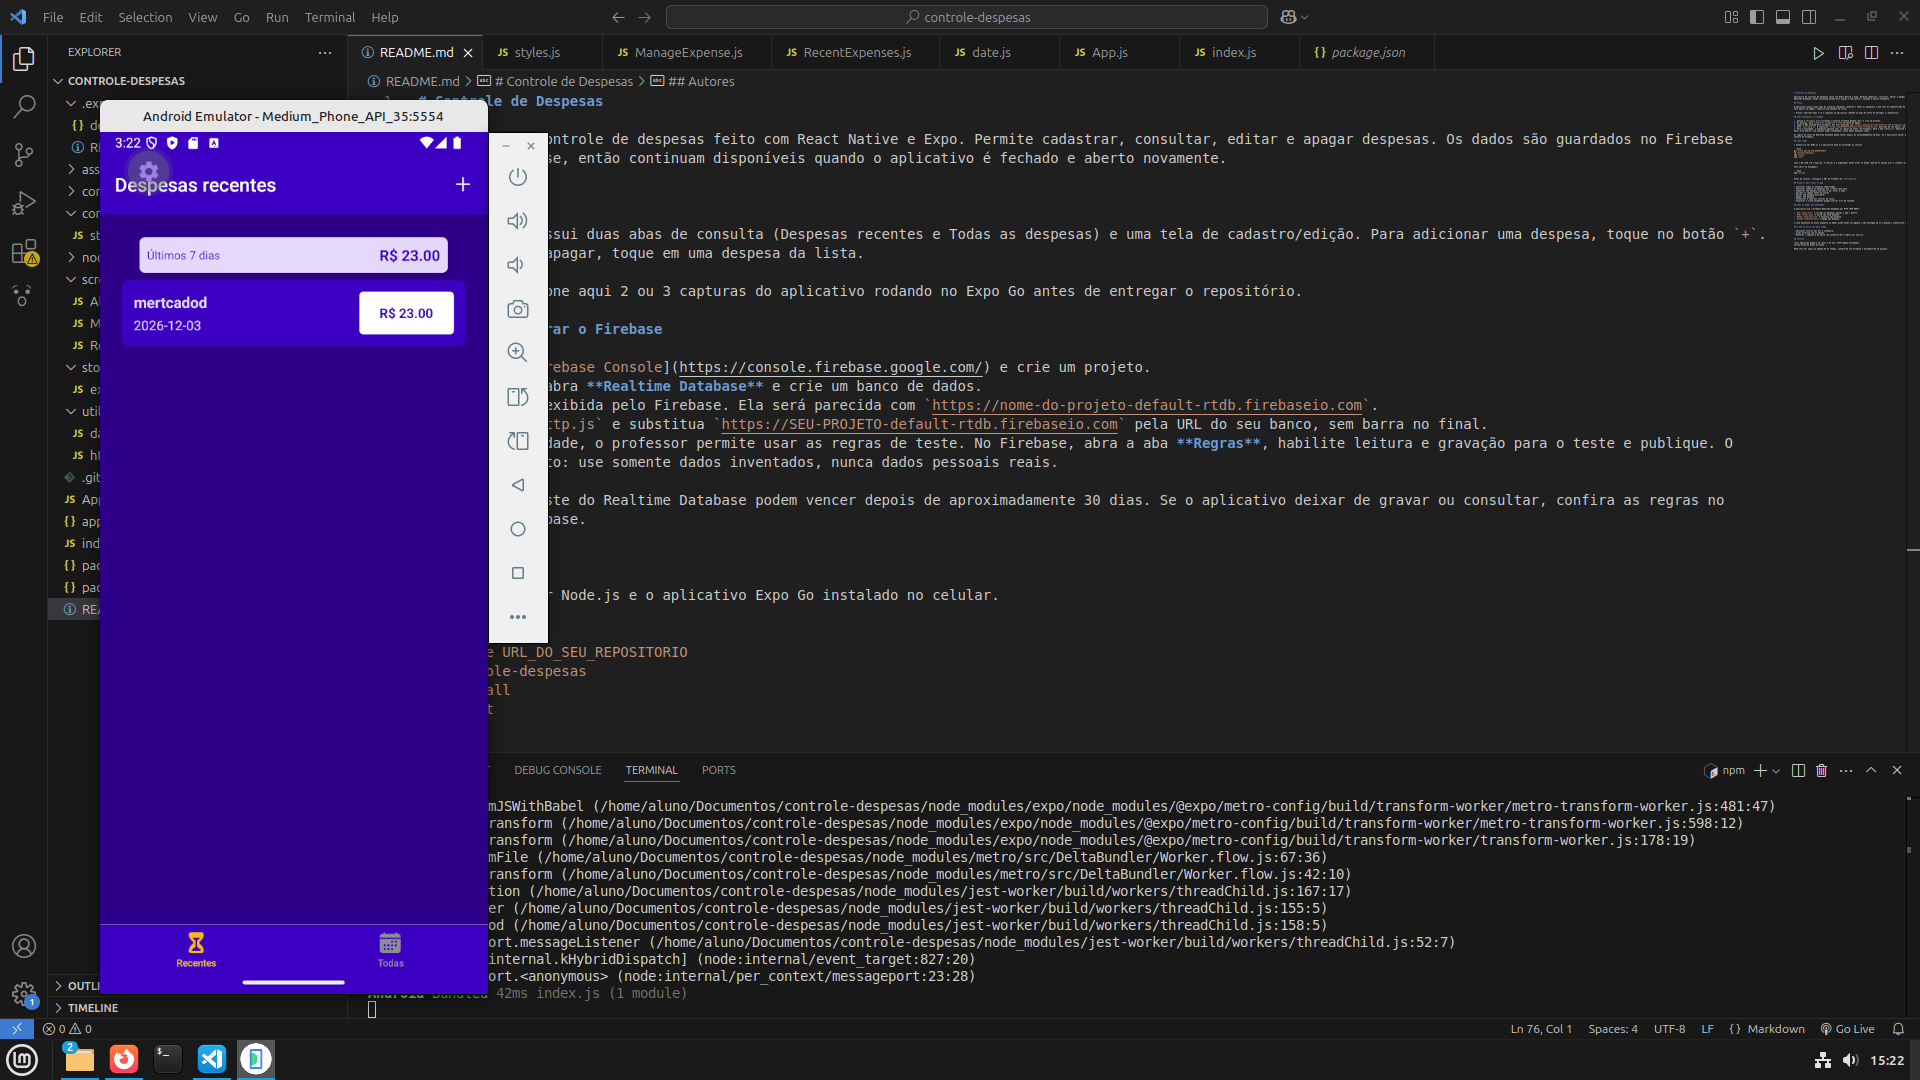 File Edit Selection View Go Run Terminal Help
controle-despesas
EXPLORER
CONTROLE-DESPESAS
README.md
JS styles.js
JS ManageExpense.js
JS RecentExpenses.js
JS date.js
JS App.js
JS index.js
{} package.json
README.md > # Controle de Despesas > ## Autores
Android Emulator - Medium_Phone_API_35:5554
3:22
Despesas recentes
+
Últimos 7 dias
R$ 23.00
mertcadod
2026-12-03
R$ 23.00
Recentes
Todas
ole de Despesas
ontrole de despesas feito com React Native e Expo. Permite cadastrar, consultar, editar e apagar despesas. Os dados são guardados no Firebase
se, então continuam disponíveis quando o aplicativo é fechado e aberto novamente.
ssui duas abas de consulta (Despesas recentes e Todas as despesas) e uma tela de cadastro/edição. Para adicionar uma despesa, toque no botão `+`.
apagar, toque em uma despesa da lista.
one aqui 2 ou 3 capturas do aplicativo rodando no Expo Go antes de entregar o repositório.
rar o Firebase
rebase Console](https://console.firebase.google.com/) e crie um projeto.
abra **Realtime Database** e crie um banco de dados.
exibida pelo Firebase. Ela será parecida com `https://nome-do-projeto-default-rtdb.firebaseio.com`.
ttp.js` e substitua `https://SEU-PROJETO-default-rtdb.firebaseio.com` pela URL do seu banco, sem barra no final.
dade, o professor permite usar as regras de teste. No Firebase, abra a aba **Regras**, habilite leitura e gravação para o teste e publique. O
to: use somente dados inventados, nunca dados pessoais reais.
ste do Realtime Database podem vencer depois de aproximadamente 30 dias. Se o aplicativo deixar de gravar ou consultar, confira as regras no
base.
r Node.js e o aplicativo Expo Go instalado no celular.
e URL_DO_SEU_REPOSITORIO
ole-despesas
all
t
DEBUG CONSOLE TERMINAL PORTS
npm
mJSWithBabel (/home/aluno/Documentos/controle-despesas/node_modules/expo/node_modules/@expo/metro-config/build/transform-worker/metro-transform-worker.js:481:47)
ransform (/home/aluno/Documentos/controle-despesas/node_modules/expo/node_modules/@expo/metro-config/build/transform-worker/metro-transform-worker.js:598:12)
ransform (/home/aluno/Documentos/controle-despesas/node_modules/expo/node_modules/@expo/metro-config/build/transform-worker/transform-worker.js:178:19)
mFile (/home/aluno/Documentos/controle-despesas/node_modules/metro/src/DeltaBundler/Worker.flow.js:67:36)
ransform (/home/aluno/Documentos/controle-despesas/node_modules/metro/src/DeltaBundler/Worker.flow.js:42:10)
tion (/home/aluno/Documentos/controle-despesas/node_modules/jest-worker/build/workers/threadChild.js:167:17)
er (/home/aluno/Documentos/controle-despesas/node_modules/jest-worker/build/workers/threadChild.js:155:5)
od (/home/aluno/Documentos/controle-despesas/node_modules/jest-worker/build/workers/threadChild.js:158:5)
ort.messageListener (/home/aluno/Documentos/controle-despesas/node_modules/jest-worker/build/workers/threadChild.js:52:7)
internal.kHybridDispatch] (node:internal/event_target:827:20)
ort.<anonymous> (node:internal/per_context/messageport:23:28)
42ms index.js (1 module)
OUTLI
TIMELINE
0 0
Ln 76, Col 1
Spaces: 4
UTF-8
LF
{} Markdown
Go Live
15:22